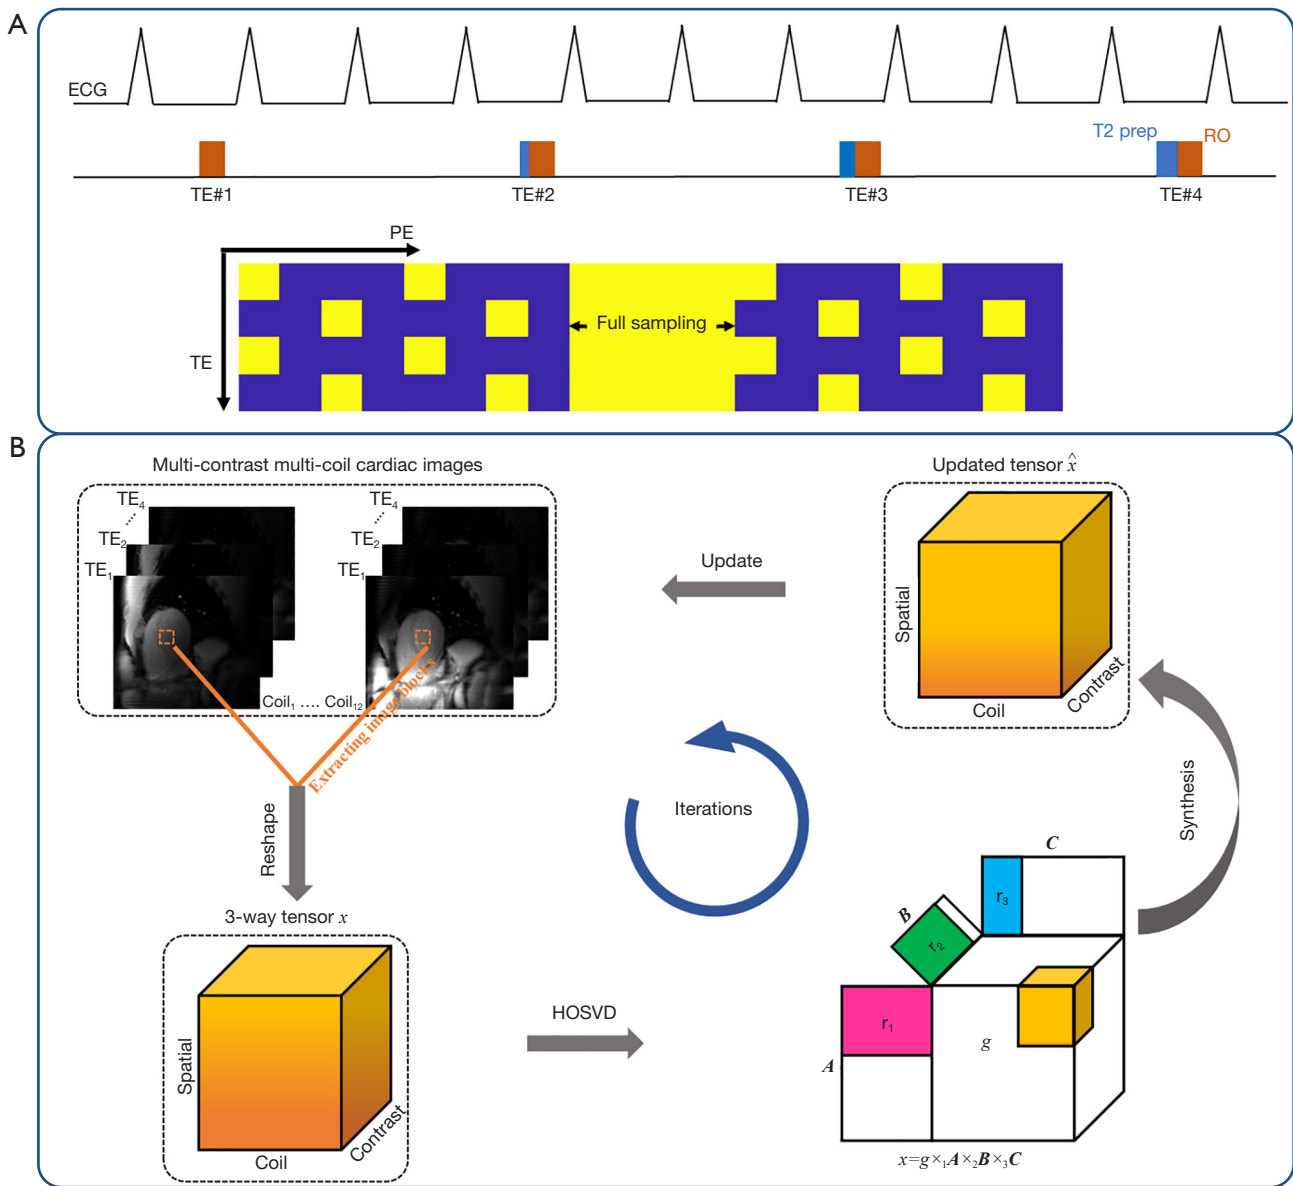 A
ECG
T2 prep
RO
TE#1
TE#2
TE#3
TE#4
PE
TE
Full sampling
B
Multi-contrast multi-coil cardiac images
TE4
TE2
TE1
TE4
TE2
TE1
Coil1 .... Coil12
Extracting image blocks
Reshape
3-way tensor x
Spatial
Coil
Contrast
HOSVD
Iterations
Update
Updated tensor x̂
Spatial
Coil
Contrast
Synthesis
C
r3
B
r2
r1
A
g
x=g×1A×2B×3C